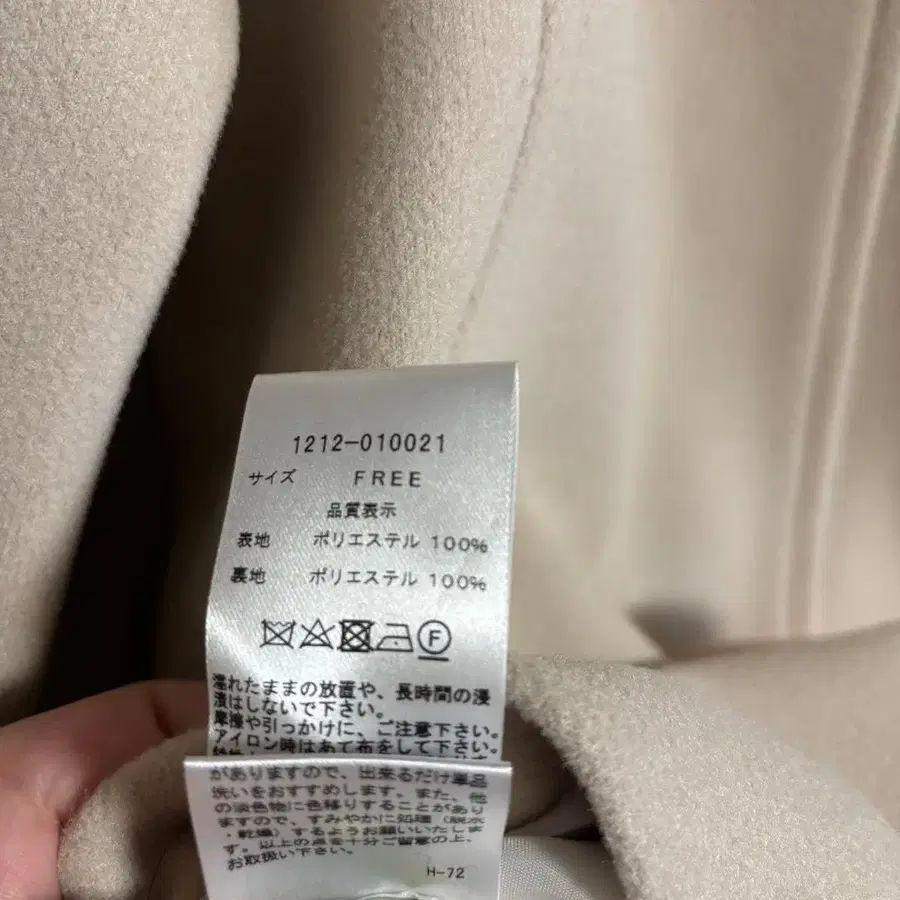 1212-010021
サイズ FREE
品質表示
表地 ポリエステル 100%
裏地 ポリエステル 100%
F
濡れたままの放置や、長時間の浸
漬はしないで下さい。
摩擦や引っかけに、ご注意下さい。
アイロン時はあて布をして下さい。
がありますので、出来るだけ単品
洗いをおすすめします。また、他
の淡色物に色移りすることがあり
ますので、すみやかに処理（脱水
・乾燥）するようお願いいたしま
す。以上の点を十分ご留意の上、
お取扱い下さい。
H-72